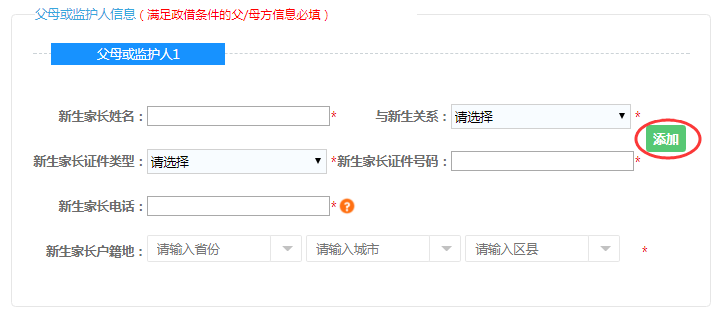 父母或监护人信息（满足政借条件的父/母方信息必填）
父母或监护人1
新生家长姓名： * 与新生关系： 请选择 *
添加
新生家长证件类型： 请选择 * 新生家长证件号码： *
新生家长电话： * ?
新生家长户籍地： 请输入省份 请输入城市 请输入区县 *